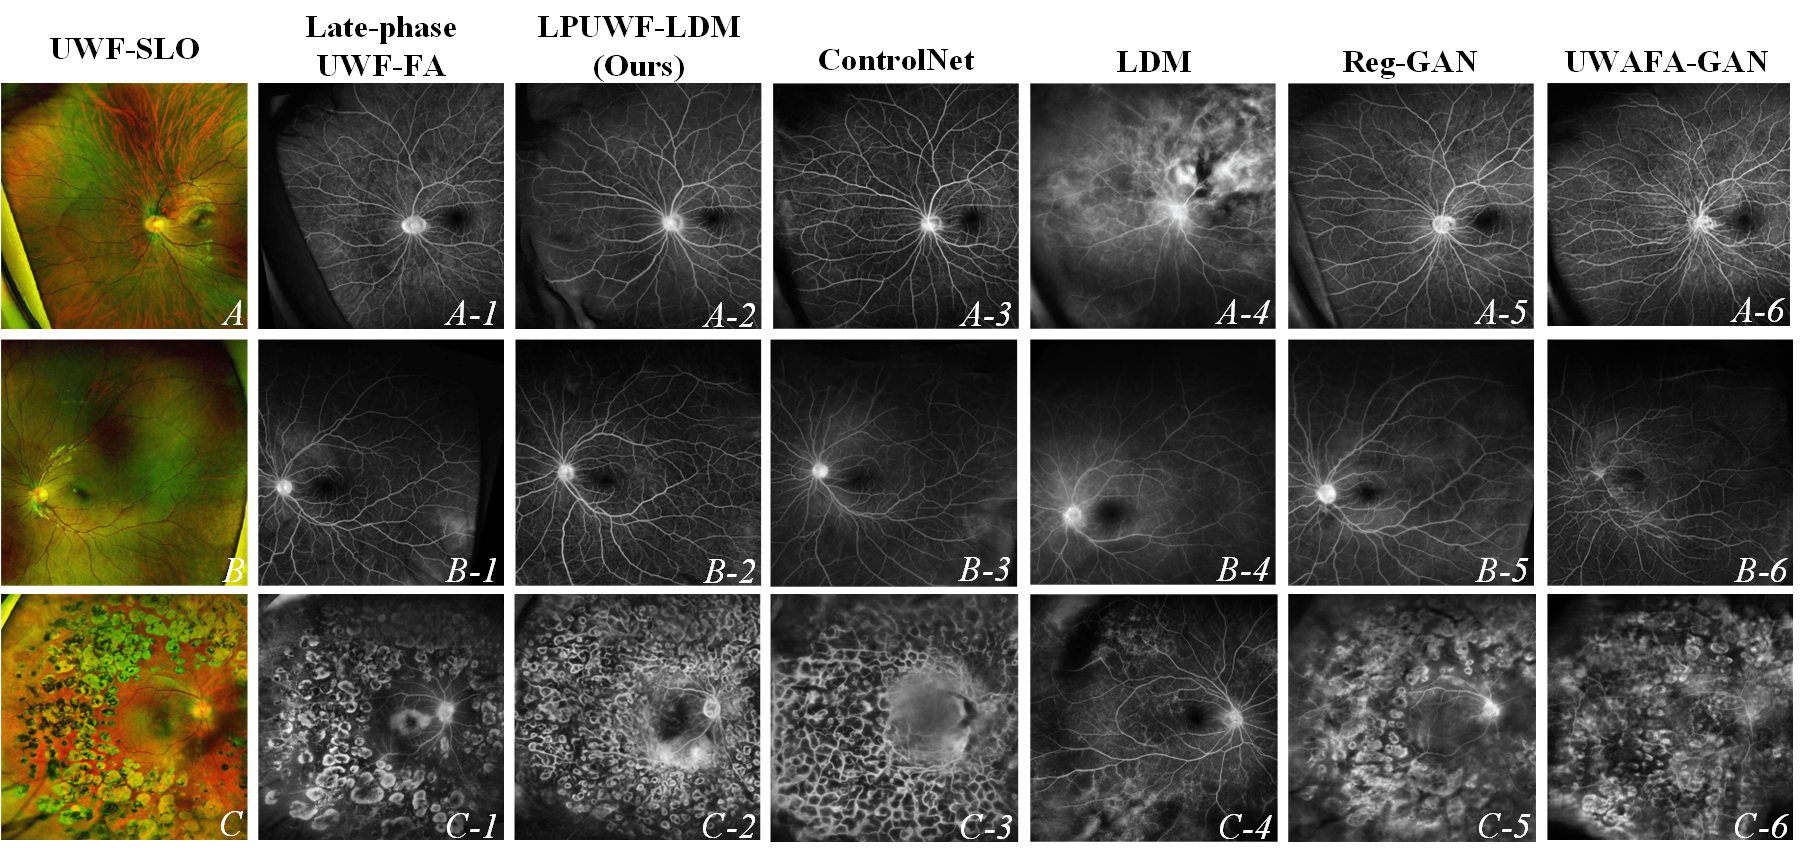 UWF-SLO
Late-phase
UWF-FA
LPUWF-LDM
(Ours)
ControlNet
LDM
Reg-GAN
UWAFA-GAN
A
A-1
A-2
A-3
A-4
A-5
A-6
B
B-1
B-2
B-3
B-4
B-5
B-6
C
C-1
C-2
C-3
C-4
C-5
C-6